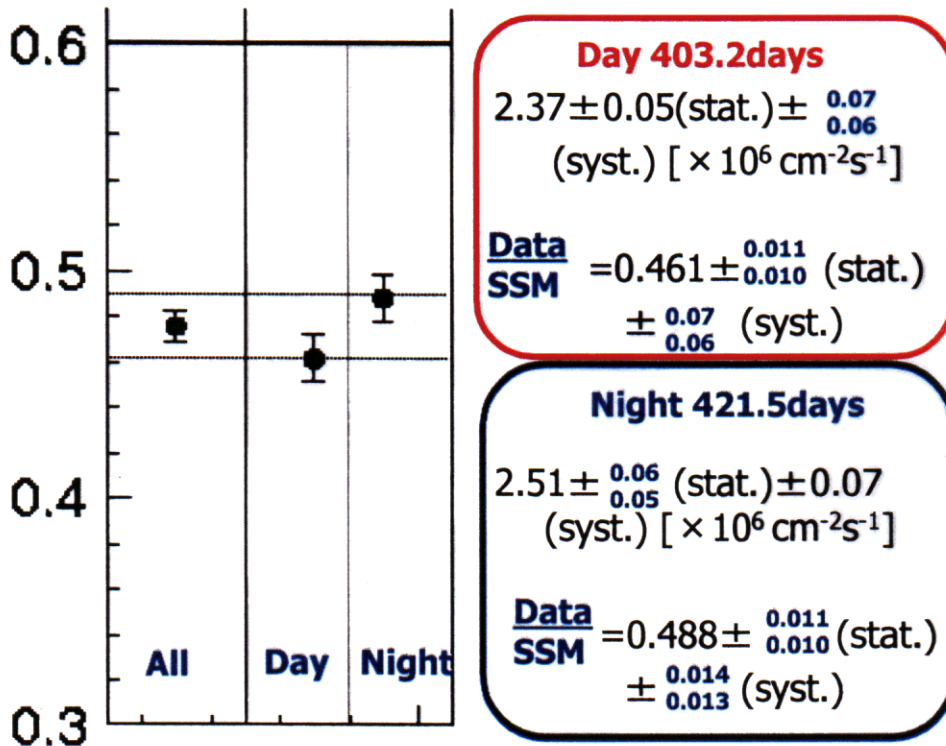 0.6
0.5
0.4
0.3
All
Day
Night
Day 403.2days
2.37±0.05(stat.)± 0.07 0.06
(syst.) [×10⁶ cm⁻²s⁻¹]
Data
SSM =0.461± 0.011 0.010 (stat.)
± 0.07 0.06 (syst.)
Night 421.5days
2.51± 0.06 0.05 (stat.)±0.07
(syst.) [×10⁶ cm⁻²s⁻¹]
Data
SSM =0.488± 0.011 0.010 (stat.)
± 0.014 0.013 (syst.)